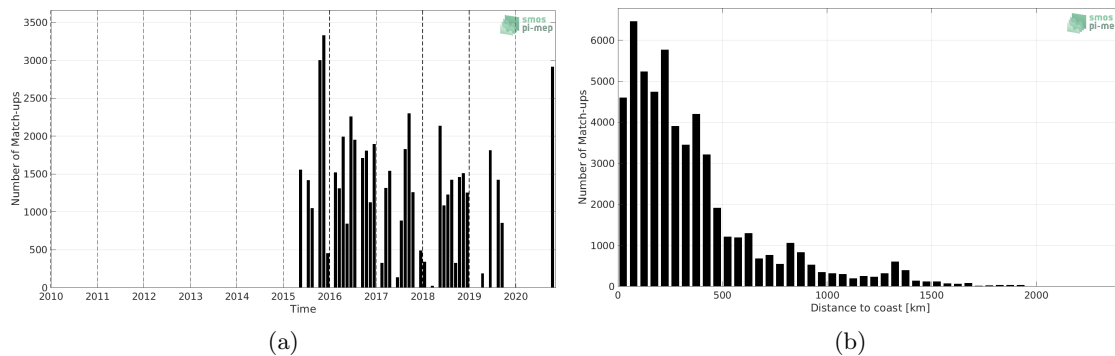 smos
pi-mep
3500
3000
2500
2000
1500
1000
500
0
Number of Match-ups
2010 2011 2012 2013 2014 2015 2016 2017 2018 2019 2020
Time
(a)
smos
pi-mep
6000
5000
4000
3000
2000
1000
0
Number of Match-ups
0 500 1000 1500 2000
Distance to coast [km]
(b)